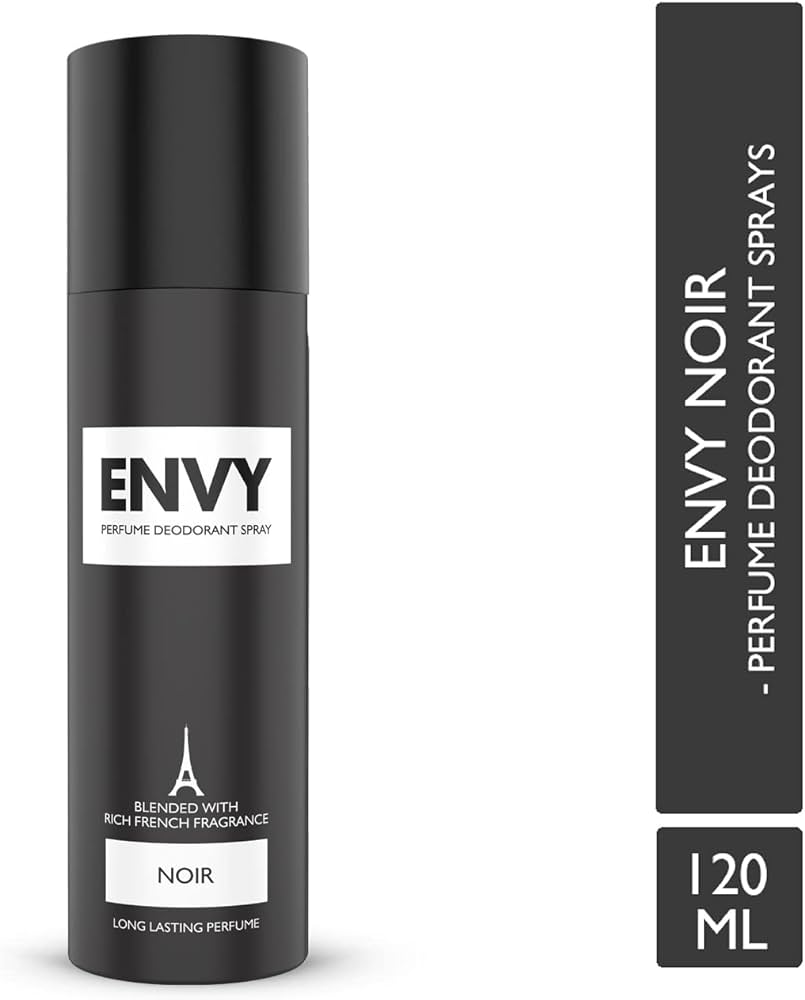 ENVY
PERFUME DEODORANT SPRAY
BLENDED WITH
RICH FRENCH FRAGRANCE
NOIR
LONG LASTING PERFUME
ENVY NOIR
- PERFUME DEODORANT SPRAYS
120
ML